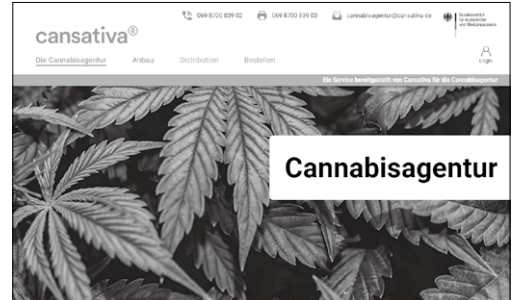 069 8700 839 02
069 8700 839 03
cannabisagentur@cansativa.de
Bundesinstitut
für Arzneimittel
und Medizinprodukte
cansativa®
Login
Die Cannabisagentur
Anbau
Distribution
Bestellen
Ein Service bereitgestellt von Cansativa für die Cannabisagentur
Cannabisagentur